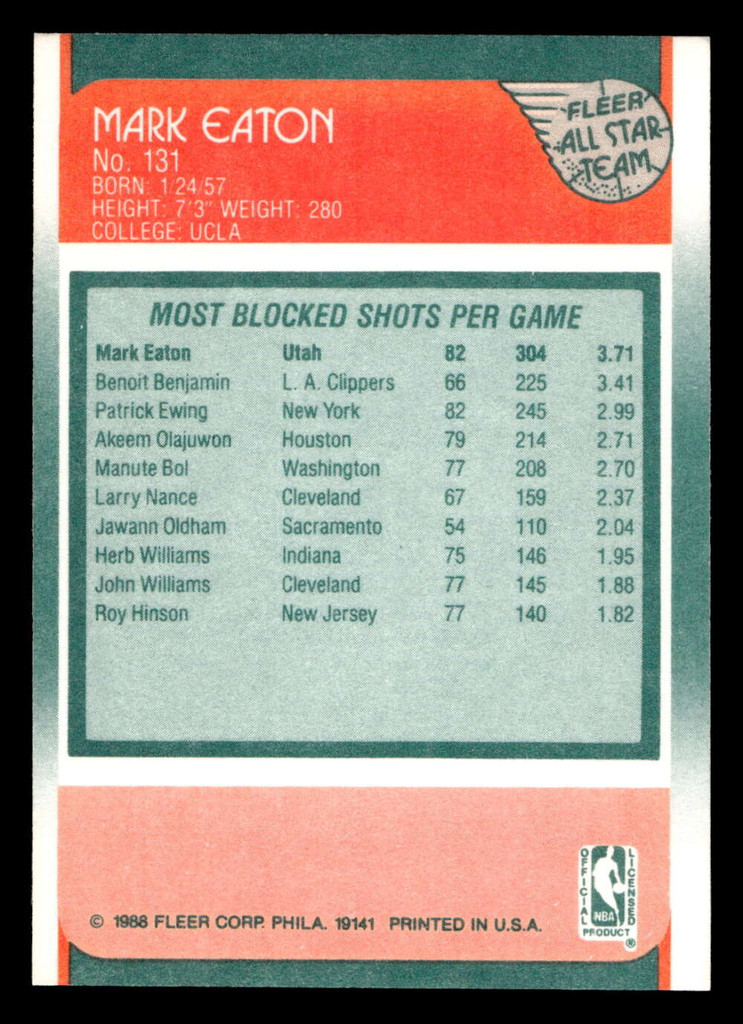 MARK EATON
No. 131
BORN: 1/24/57
HEIGHT: 7'3" WEIGHT: 280
COLLEGE: UCLA
FLEER
ALL STAR
TEAM
MOST BLOCKED SHOTS PER GAME
Mark Eaton Utah 82 304 3.71
Benoit Benjamin L. A. Clippers 66 225 3.41
Patrick Ewing New York 82 245 2.99
Akeem Olajuwon Houston 79 214 2.71
Manute Bol Washington 77 208 2.70
Larry Nance Cleveland 67 159 2.37
Jawann Oldham Sacramento 54 110 2.04
Herb Williams Indiana 75 146 1.95
John Williams Cleveland 77 145 1.88
Roy Hinson New Jersey 77 140 1.82
© 1988 FLEER CORP. PHILA. 19141 PRINTED IN U.S.A.
OFFICIAL
LICENSED
NBA
PRODUCT
®